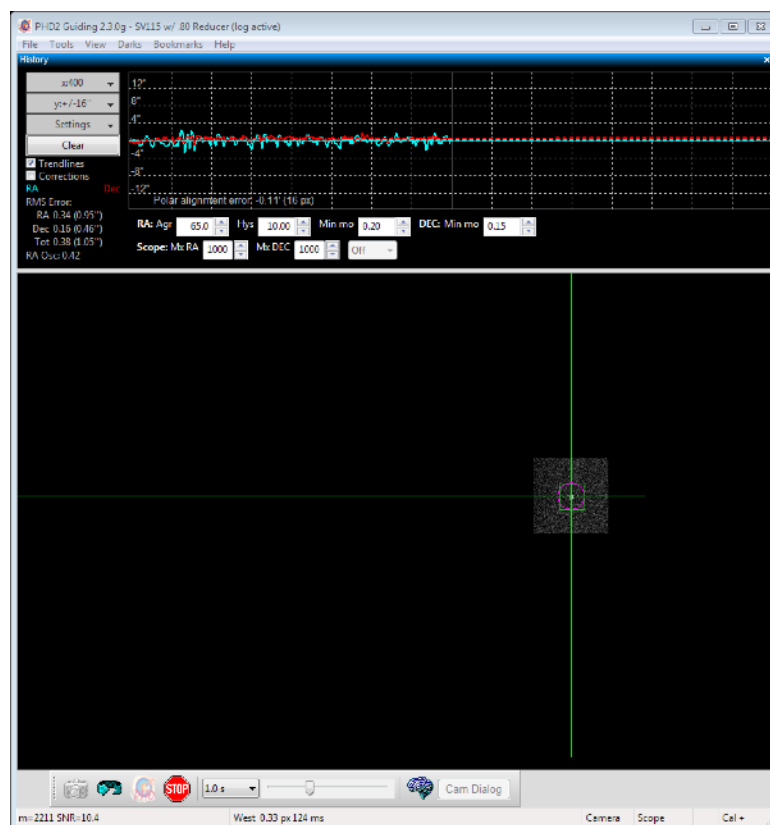 PHD2 Guiding 2.3.0g - SV115 w/ .80 Reducer (log active)
File Tools View Darks Bookmarks Help
History
x:400
y:+/-16"
Settings
Clear
Trendlines
Corrections
RA Dec
RMS Error:
RA 0.34 (0.95")
Dec 0.16 (0.46")
Tot 0.38 (1.05")
RA Osc: 0.42
12"
8"
4"
-4"
-8"
-12"
Polar alignment error: -0.11' (16 px)
RA: Agr 65.0 Hys 10.00 Min mo 0.20 DEC: Min mo 0.15
Scope: Mx RA 1000 Mx DEC 1000 Off
STOP 1.0 s Cam Dialog
m=2211 SNR=10.4 West 0.33 px 124 ms Camera Scope Cal +